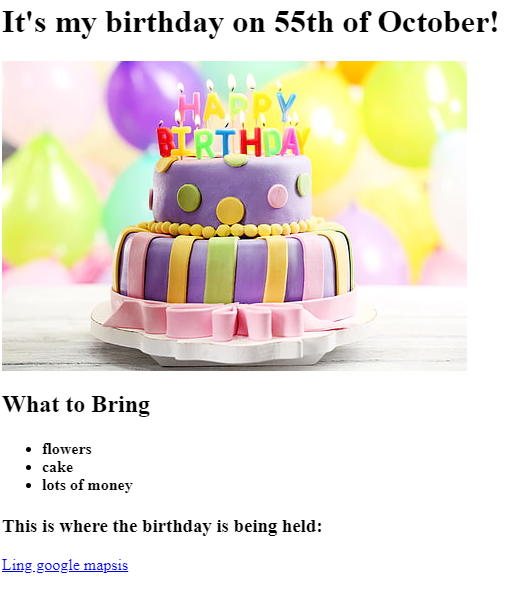 It's my birthday on 55th of October!
HAPPY
BIRTHDAY
What to Bring
flowers
cake
lots of money
This is where the birthday is being held:
Ling google mapsis